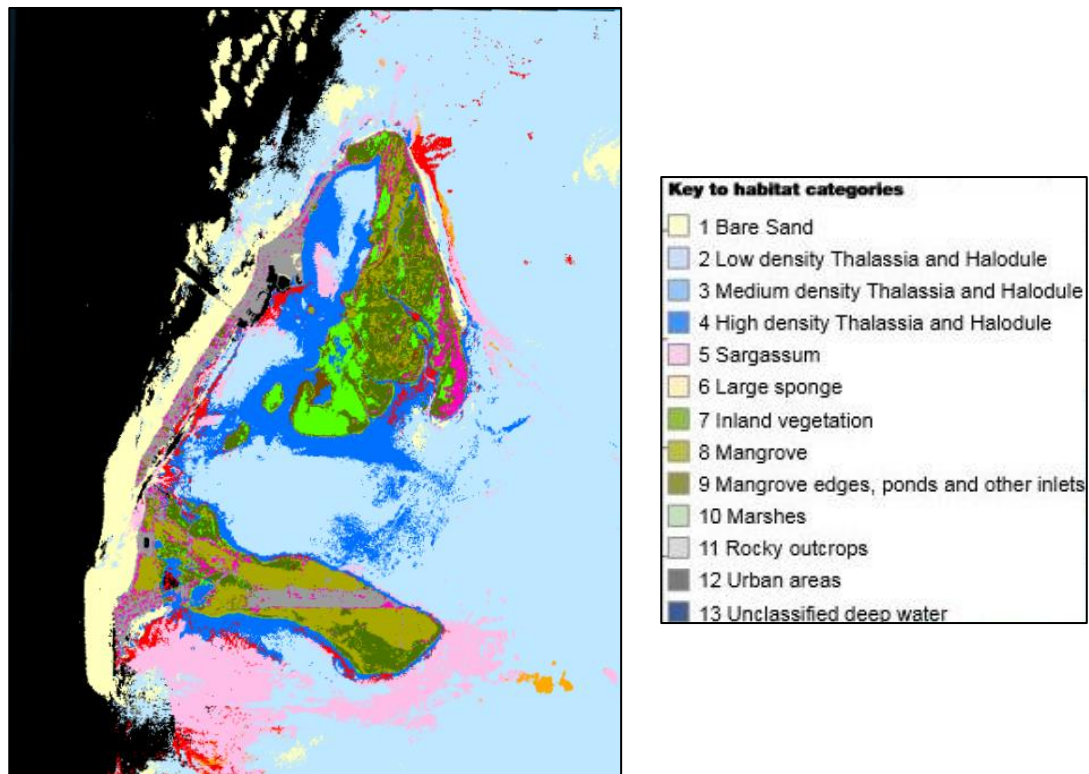 Key to habitat categories
1 Bare Sand
2 Low density Thalassia and Halodule
3 Medium density Thalassia and Halodule
4 High density Thalassia and Halodule
5 Sargassum
6 Large sponge
7 Inland vegetation
8 Mangrove
9 Mangrove edges, ponds and other inlets
10 Marshes
11 Rocky outcrops
12 Urban areas
13 Unclassified deep water